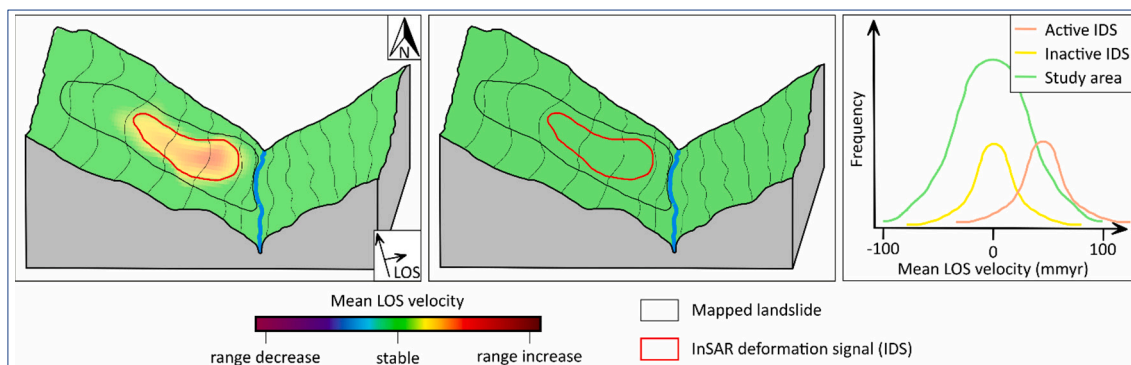 N
LOS
Active IDS
Inactive IDS
Study area
Frequency
-100
0
100
Mean LOS velocity (mmyr)
Mean LOS velocity
range decrease
stable
range increase
Mapped landslide
InSAR deformation signal (IDS)